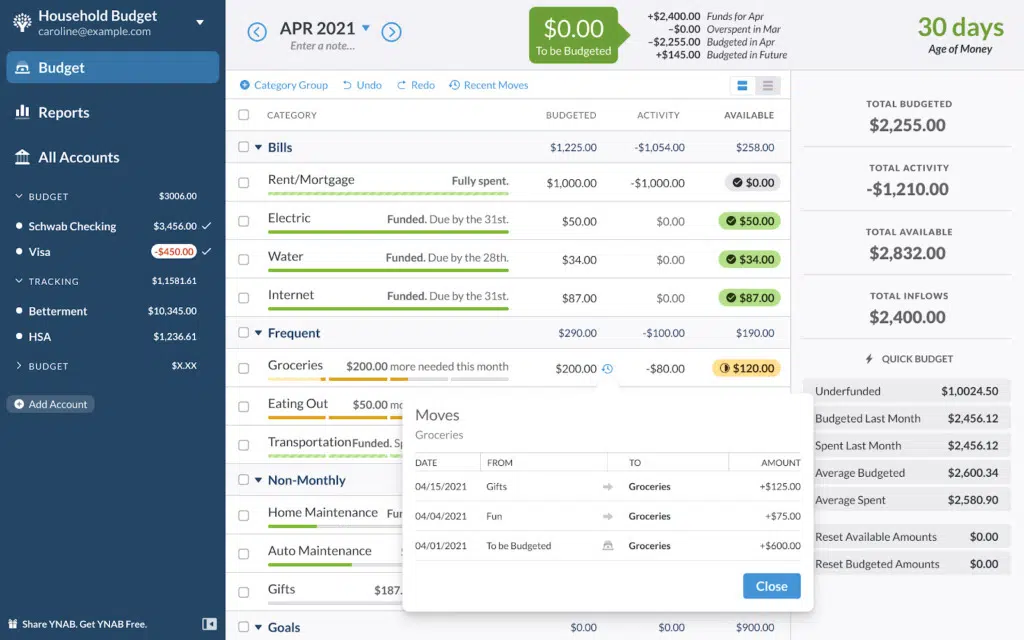 Household Budget
caroline@example.com
Budget
Reports
All Accounts
BUDGET $3006.00
Schwab Checking $3,456.00
Visa -$450.00
TRACKING $1,1581.61
Betterment $10,345.00
HSA $1,236.61
BUDGET $X.XX
Add Account
Share YNAB. Get YNAB Free.
APR 2021
Enter a note...
$0.00
To be Budgeted
+$2,400.00 Funds for Apr
-$0.00 Overspent in Mar
-$2,255.00 Budgeted in Apr
+$145.00 Budgeted in Future
30 days
Age of Money
Category Group Undo Redo Recent Moves
CATEGORY BUDGETED ACTIVITY AVAILABLE
Bills $1,225.00 -$1,054.00 $258.00
Rent/Mortgage Fully spent. $1,000.00 -$1,000.00 $0.00
Electric Funded. Due by the 31st. $50.00 $0.00 $50.00
Water Funded. Due by the 28th. $34.00 $0.00 $34.00
Internet Funded. Due by the 31st. $87.00 $0.00 $87.00
Frequent $290.00 -$100.00 $190.00
Groceries $200.00 more needed this month $200.00 -$80.00 $120.00
Eating Out $50.00 mo
Transportation Funded. Sp
Non-Monthly
Home Maintenance Fun
Auto Maintenance
Gifts $187.
Goals $0.00 $0.00 $900.00
Moves
Groceries
DATE FROM TO AMOUNT
04/15/2021 Gifts Groceries +$125.00
04/04/2021 Fun Groceries +$75.00
04/01/2021 To be Budgeted Groceries +$600.00
Close
TOTAL BUDGETED
$2,255.00
TOTAL ACTIVITY
-$1,210.00
TOTAL AVAILABLE
$2,832.00
TOTAL INFLOWS
$2,400.00
QUICK BUDGET
Underfunded $1,0024.50
Budgeted Last Month $2,456.12
Spent Last Month $2,456.12
Average Budgeted $2,600.34
Average Spent $2,580.90
Reset Available Amounts $0.00
Reset Budgeted Amounts $0.00